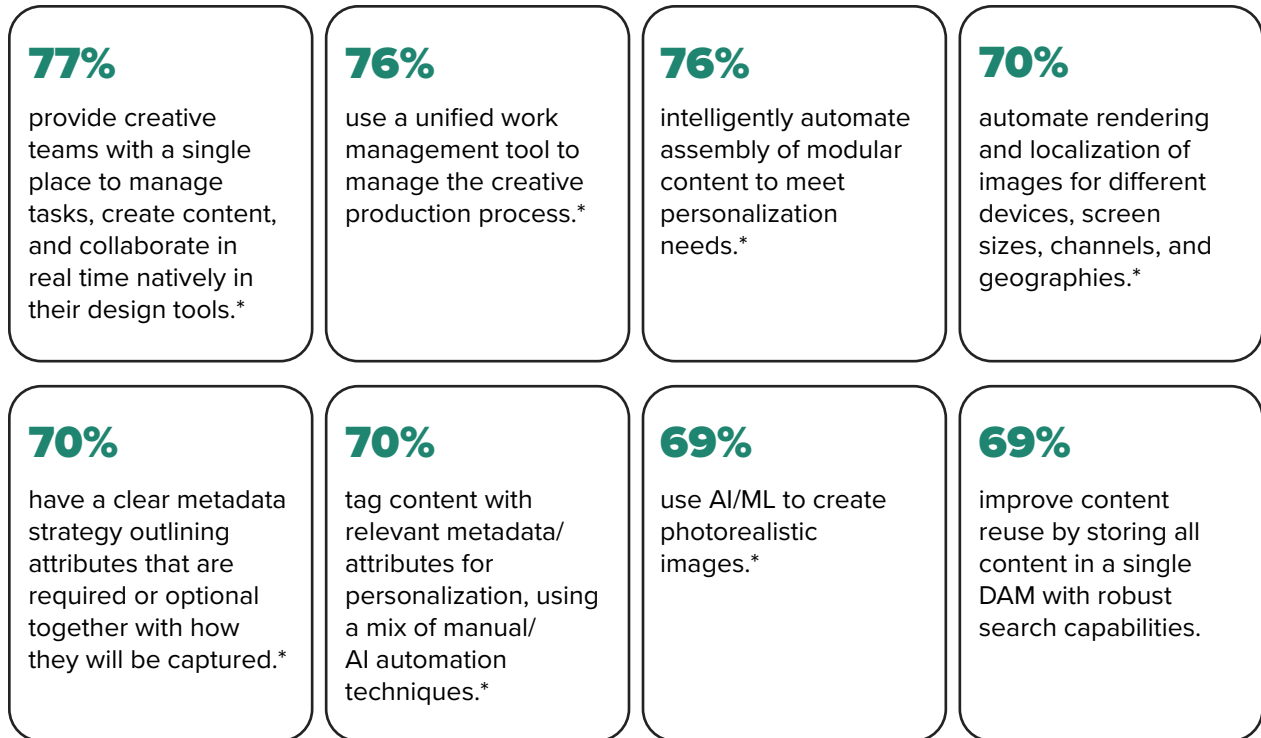 77%
provide creative
teams with a single
place to manage
tasks, create content,
and collaborate in
real time natively in
their design tools.*
76%
use a unified work
management tool to
manage the creative
production process.*
76%
intelligently automate
assembly of modular
content to meet
personalization
needs.*
70%
automate rendering
and localization of
images for different
devices, screen
sizes, channels, and
geographies.*
70%
have a clear metadata
strategy outlining
attributes that are
required or optional
together with how
they will be captured.*
70%
tag content with
relevant metadata/
attributes for
personalization, using
a mix of manual/
AI automation
techniques.*
69%
use AI/ML to create
photorealistic
images.*
69%
improve content
reuse by storing all
content in a single
DAM with robust
search capabilities.